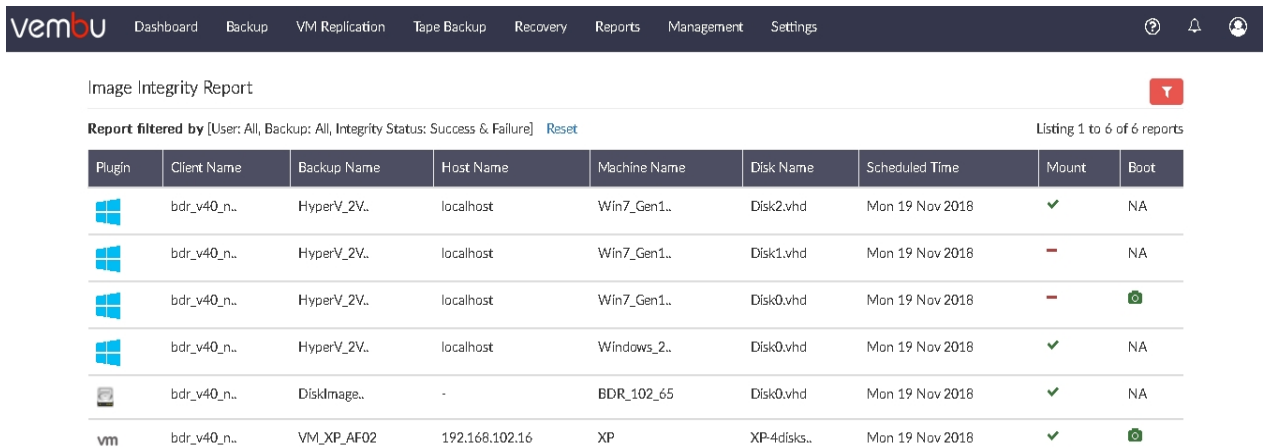 vembu Dashboard Backup VM Replication Tape Backup Recovery Reports Management Settings
Image Integrity Report
Report filtered by [User: All, Backup: All, Integrity Status: Success & Failure] Reset Listing 1 to 6 of 6 reports
Plugin Client Name Backup Name Host Name Machine Name Disk Name Scheduled Time Mount Boot
bdr_v40_n.. HyperV_2V.. localhost Win7_Gen1.. Disk2.vhd Mon 19 Nov 2018 NA
bdr_v40_n.. HyperV_2V.. localhost Win7_Gen1.. Disk1.vhd Mon 19 Nov 2018 NA
bdr_v40_n.. HyperV_2V.. localhost Win7_Gen1.. Disk0.vhd Mon 19 Nov 2018
bdr_v40_n.. HyperV_2V.. localhost Windows_2.. Disk0.vhd Mon 19 Nov 2018 NA
bdr_v40_n.. DiskImage.. - BDR_102_65 Disk0.vhd Mon 19 Nov 2018 NA
vm bdr_v40_n.. VM_XP_AF02 192.168.102.16 XP XP-4disks.. Mon 19 Nov 2018